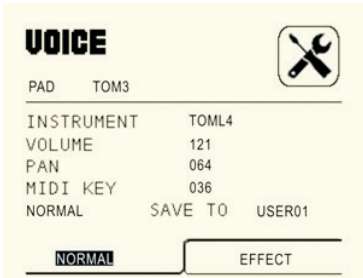 VOICE
PAD TOM3
INSTRUMENT TOML4
VOLUME 121
PAN 064
MIDI KEY 036
NORMAL SAVE TO USER01
NORMAL EFFECT